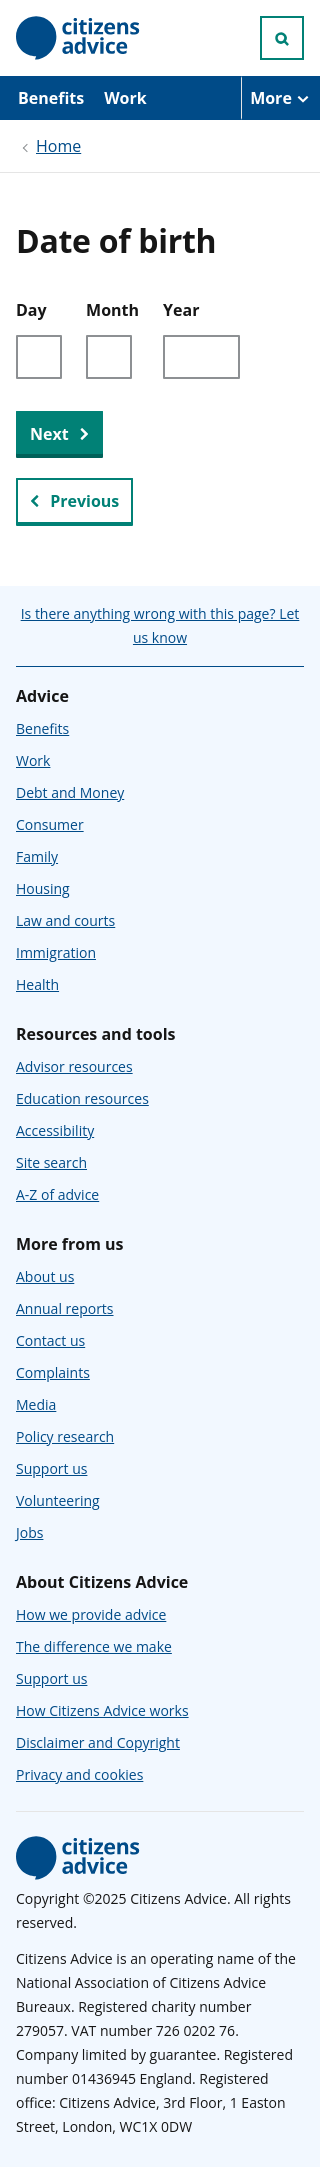 citizens
advice
Benefits Work More
Home
Date of birth
Day Month Year
Next
Previous
Is there anything wrong with this page? Let
us know
Advice
Benefits
Work
Debt and Money
Consumer
Family
Housing
Law and courts
Immigration
Health
Resources and tools
Advisor resources
Education resources
Accessibility
Site search
A-Z of advice
More from us
About us
Annual reports
Contact us
Complaints
Media
Policy research
Support us
Volunteering
Jobs
About Citizens Advice
How we provide advice
The difference we make
Support us
How Citizens Advice works
Disclaimer and Copyright
Privacy and cookies
citizens
advice
Copyright ©2025 Citizens Advice. All rights
reserved.
Citizens Advice is an operating name of the
National Association of Citizens Advice
Bureaux. Registered charity number
279057. VAT number 726 0202 76.
Company limited by guarantee. Registered
number 01436945 England. Registered
office: Citizens Advice, 3rd Floor, 1 Easton
Street, London, WC1X 0DW